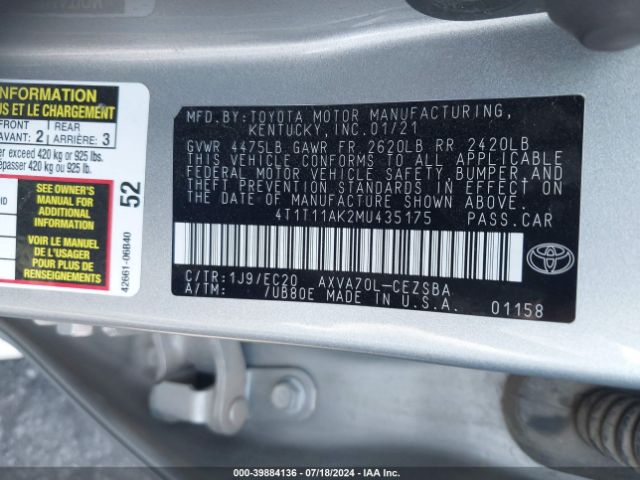 INFORMATION
US ET LE CHARGEMENT
FRONT
AVANT: 2
REAR
ARRIÈRE: 3
er exceed 420 kg or 925 lbs.
épasser 420 kg ou 925 lb.
SEE OWNER'S
MANUAL FOR
ADDITIONAL
INFORMATION
VOIR LE MANUEL
DE L'USAGER
POUR PLUS DE
RENSEIGNEMENTS
52
42661-06B40
MFD.BY:TOYOTA MOTOR MANUFACTURING,
KENTUCKY,INC.01/21
GVWR 4475LB GAWR FR.2620LB RR 2420LB
THIS VEHICLE CONFORMS TO ALL APPLICABLE
FEDERAL MOTOR VEHICLE SAFETY,BUMPER,AND
THEFT PREVENTION STANDARDS IN EFFECT ON
THE DATE OF MANUFACTURE SHOWN ABOVE.
4T1T11AK2MU435175 PASS.CAR
C/TR:1J9/EC20 AXVA70L-CEZSBA
A/TM: /UB80E MADE IN U.S.A.
01158
TOYOTA
000-39884136 - 07/18/2024 - IAAI.com